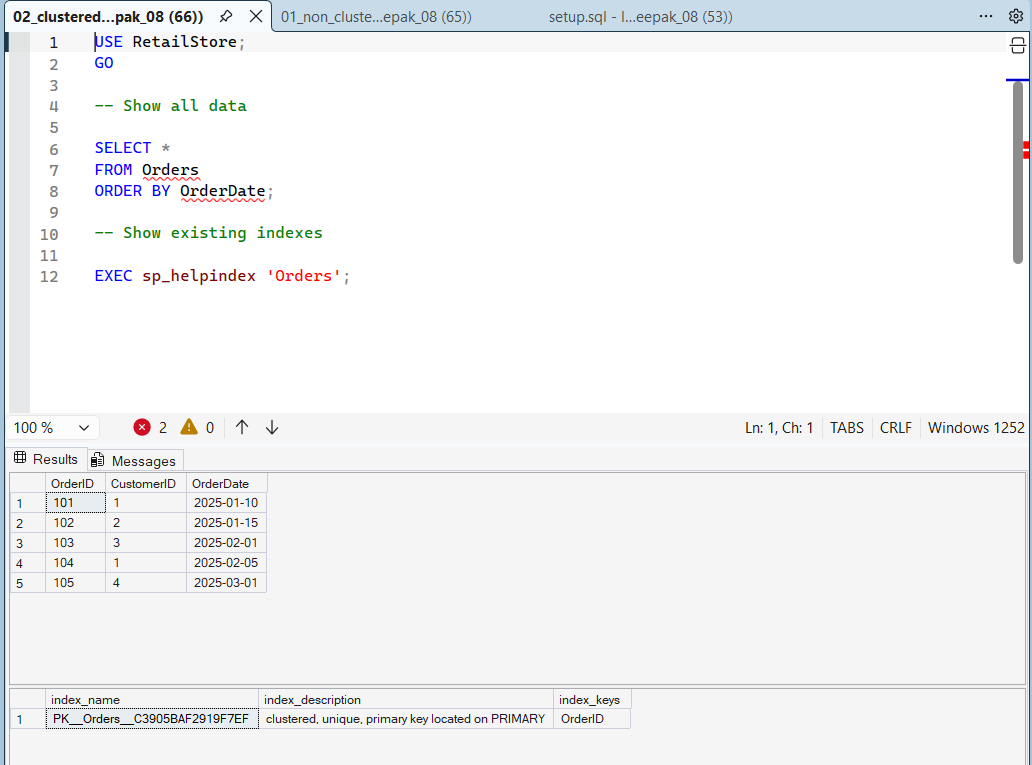 02_clustered...pak_08 (66)) 01_non_cluste...epak_08 (65)) setup.sql - l...eepak_08 (53))
1 USE RetailStore;
2 GO
3
4 -- Show all data
5
6 SELECT *
7 FROM Orders
8 ORDER BY OrderDate;
9
10 -- Show existing indexes
11
12 EXEC sp_helpindex 'Orders';
100 % 2 0 Ln: 1, Ch: 1 TABS CRLF Windows 1252
Results Messages
OrderID CustomerID OrderDate
1 101 1 2025-01-10
2 102 2 2025-01-15
3 103 3 2025-02-01
4 104 1 2025-02-05
5 105 4 2025-03-01
index_name index_description index_keys
1 PK__Orders__C3905BAF2919F7EF clustered, unique, primary key located on PRIMARY OrderID